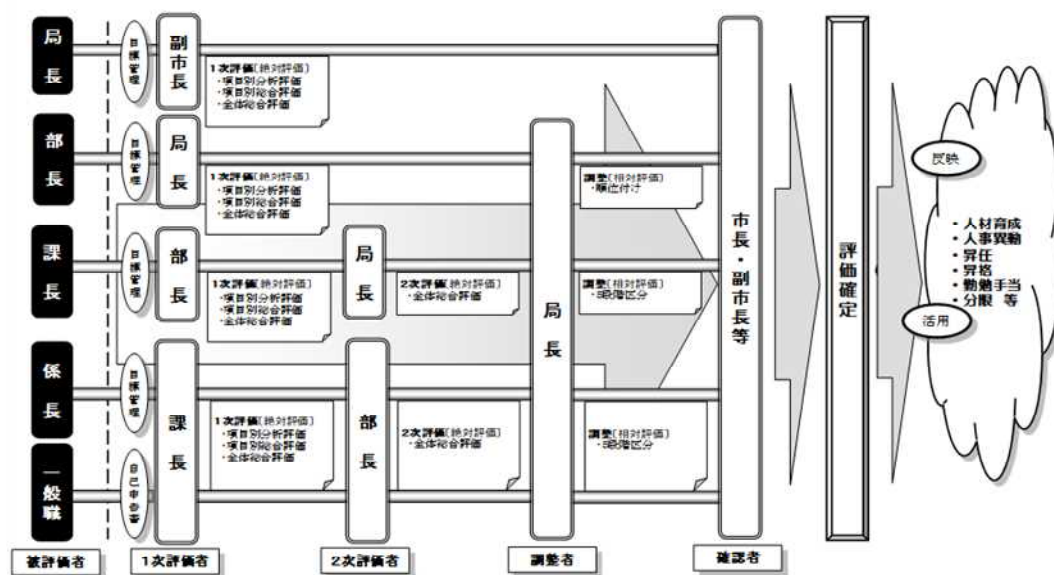 局長
目標管理
副市長
1次評価(絶対評価)
・項目別分析評価
・項目別総合評価
・全体総合評価
部長
目標管理
局長
1次評価(絶対評価)
・項目別分析評価
・項目別総合評価
・全体総合評価
調整(相対評価)
・順位付け
課長
目標管理
部長
1次評価(絶対評価)
・項目別分析評価
・項目別総合評価
・全体総合評価
局長
2次評価(絶対評価)
・全体総合評価
調整(相対評価)
・5段階区分
係長
目標管理
課長
1次評価(絶対評価)
・項目別分析評価
・項目別総合評価
・全体総合評価
部長
2次評価(絶対評価)
・全体総合評価
局長
調整(相対評価)
・5段階区分
一般職
自己申告書
市長・副市長等
評価確定
反映
・人材育成
・人事異動
・昇任
・昇格
・勤勉手当
・分限 等
活用
被評価者
1次評価者
2次評価者
調整者
確認者